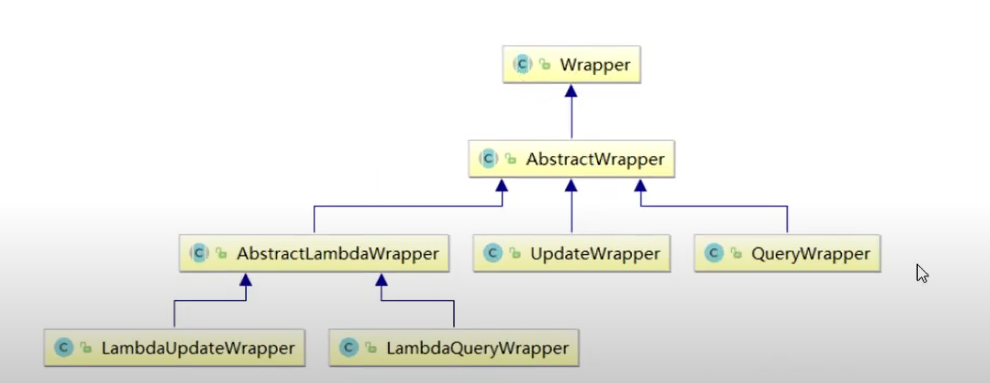 Wrapper
AbstractWrapper
AbstractLambdaWrapper
UpdateWrapper
QueryWrapper
LambdaUpdateWrapper
LambdaQueryWrapper